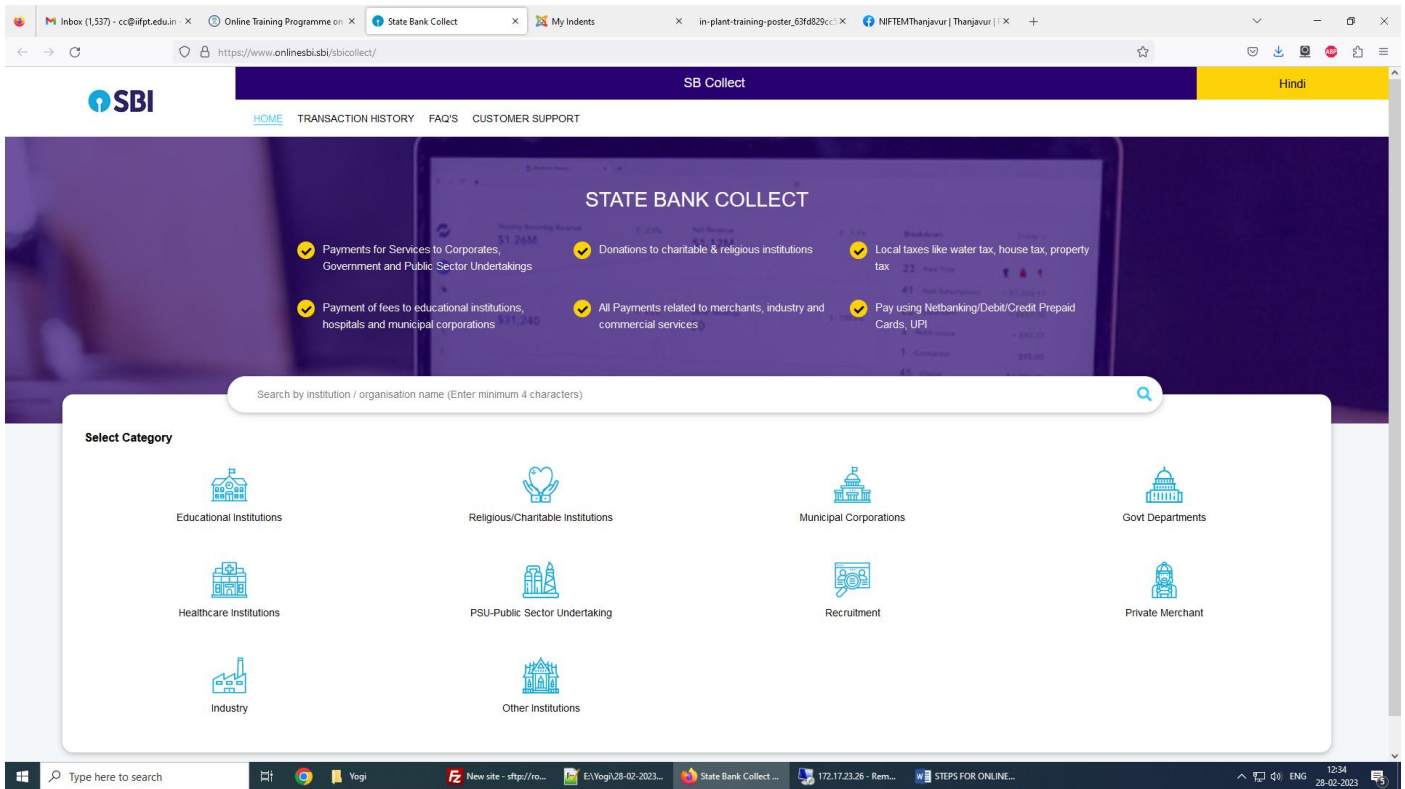 Inbox (1,537) - cc@iifpt.edu.in -
Online Training Programme on
State Bank Collect
My Indents
in-plant-training-poster_63fd829cc
NIFTEMThanjavur | Thanjavur |
https://www.onlinesbi.sbi/sbicollect/
ABP
SBI
SB Collect
Hindi
HOME TRANSACTION HISTORY FAQ'S CUSTOMER SUPPORT
STATE BANK COLLECT
Payments for Services to Corporates,
Government and Public Sector Undertakings
Donations to charitable & religious institutions
Local taxes like water tax, house tax, property
tax
Payment of fees to educational institutions,
hospitals and municipal corporations
All Payments related to merchants, industry and
commercial services
Pay using Netbanking/Debit/Credit Prepaid
Cards, UPI
Search by institution / organisation name (Enter minimum 4 characters)
Select Category
Educational Institutions
Religious/Charitable Institutions
Municipal Corporations
Govt Departments
Healthcare Institutions
PSU-Public Sector Undertaking
Recruitment
Private Merchant
Industry
Other Institutions
Type here to search
Yogi
New site - sftp://ro...
E:\Yogi\28-02-2023...
State Bank Collect ...
172.17.23.26 - Rem...
STEPS FOR ONLINE...
ENG
12:34
28-02-2023
5